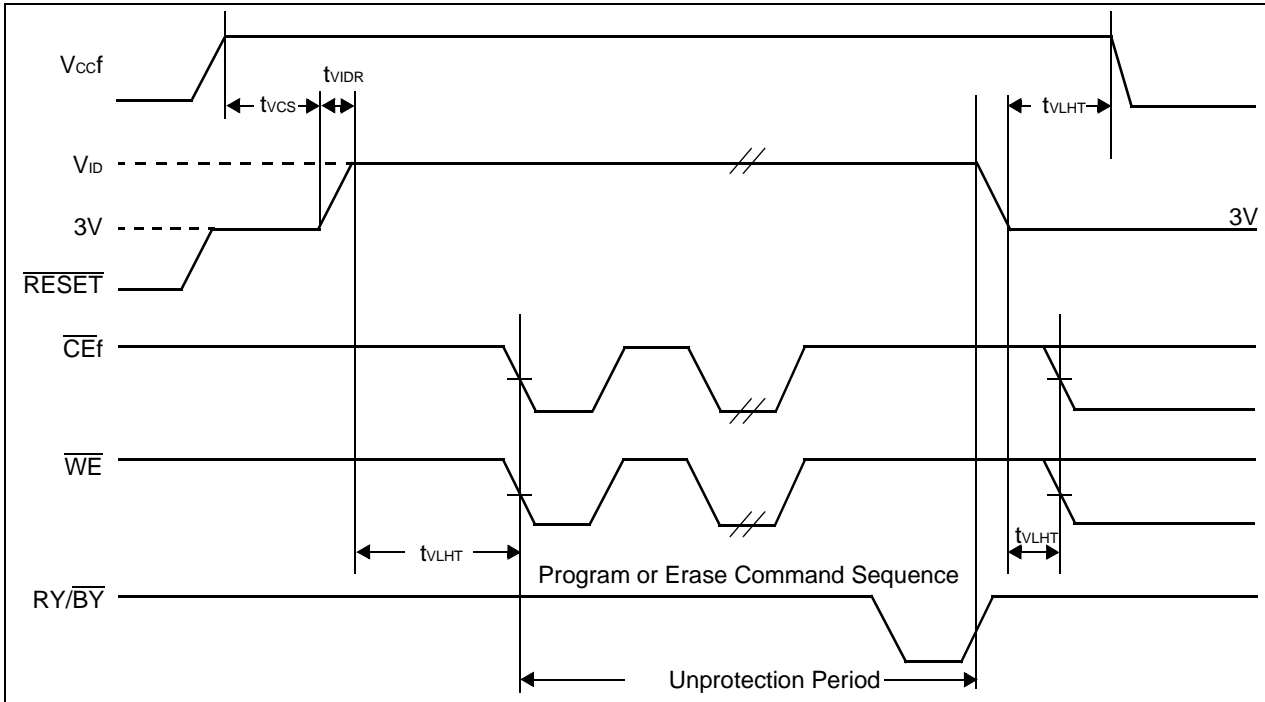 VCCf
tVIDR
tVCS
tVLHT
VID
3V
3V
RESET
CEf
WE
tVLHT
tVLHT
Program or Erase Command Sequence
RY/BY
Unprotection Period